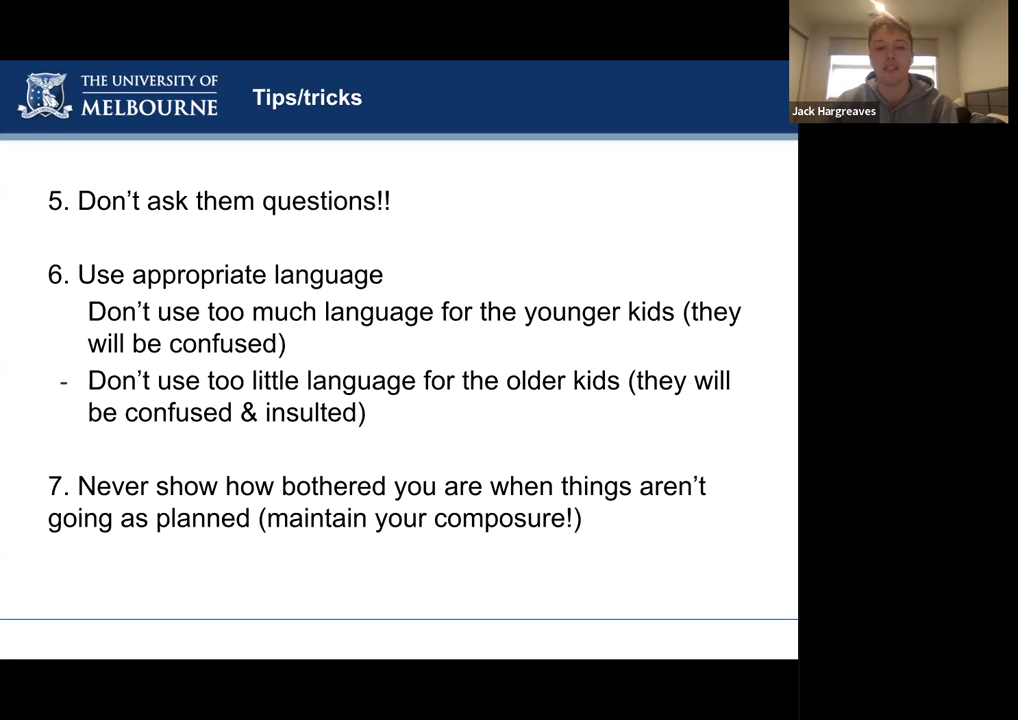 THE UNIVERSITY OF
MELBOURNE
Tips/tricks
Jack Hargreaves
5. Don’t ask them questions!!
6. Use appropriate language
Don’t use too much language for the younger kids (they
will be confused)
- Don’t use too little language for the older kids (they will
be confused & insulted)
7. Never show how bothered you are when things aren’t
going as planned (maintain your composure!)